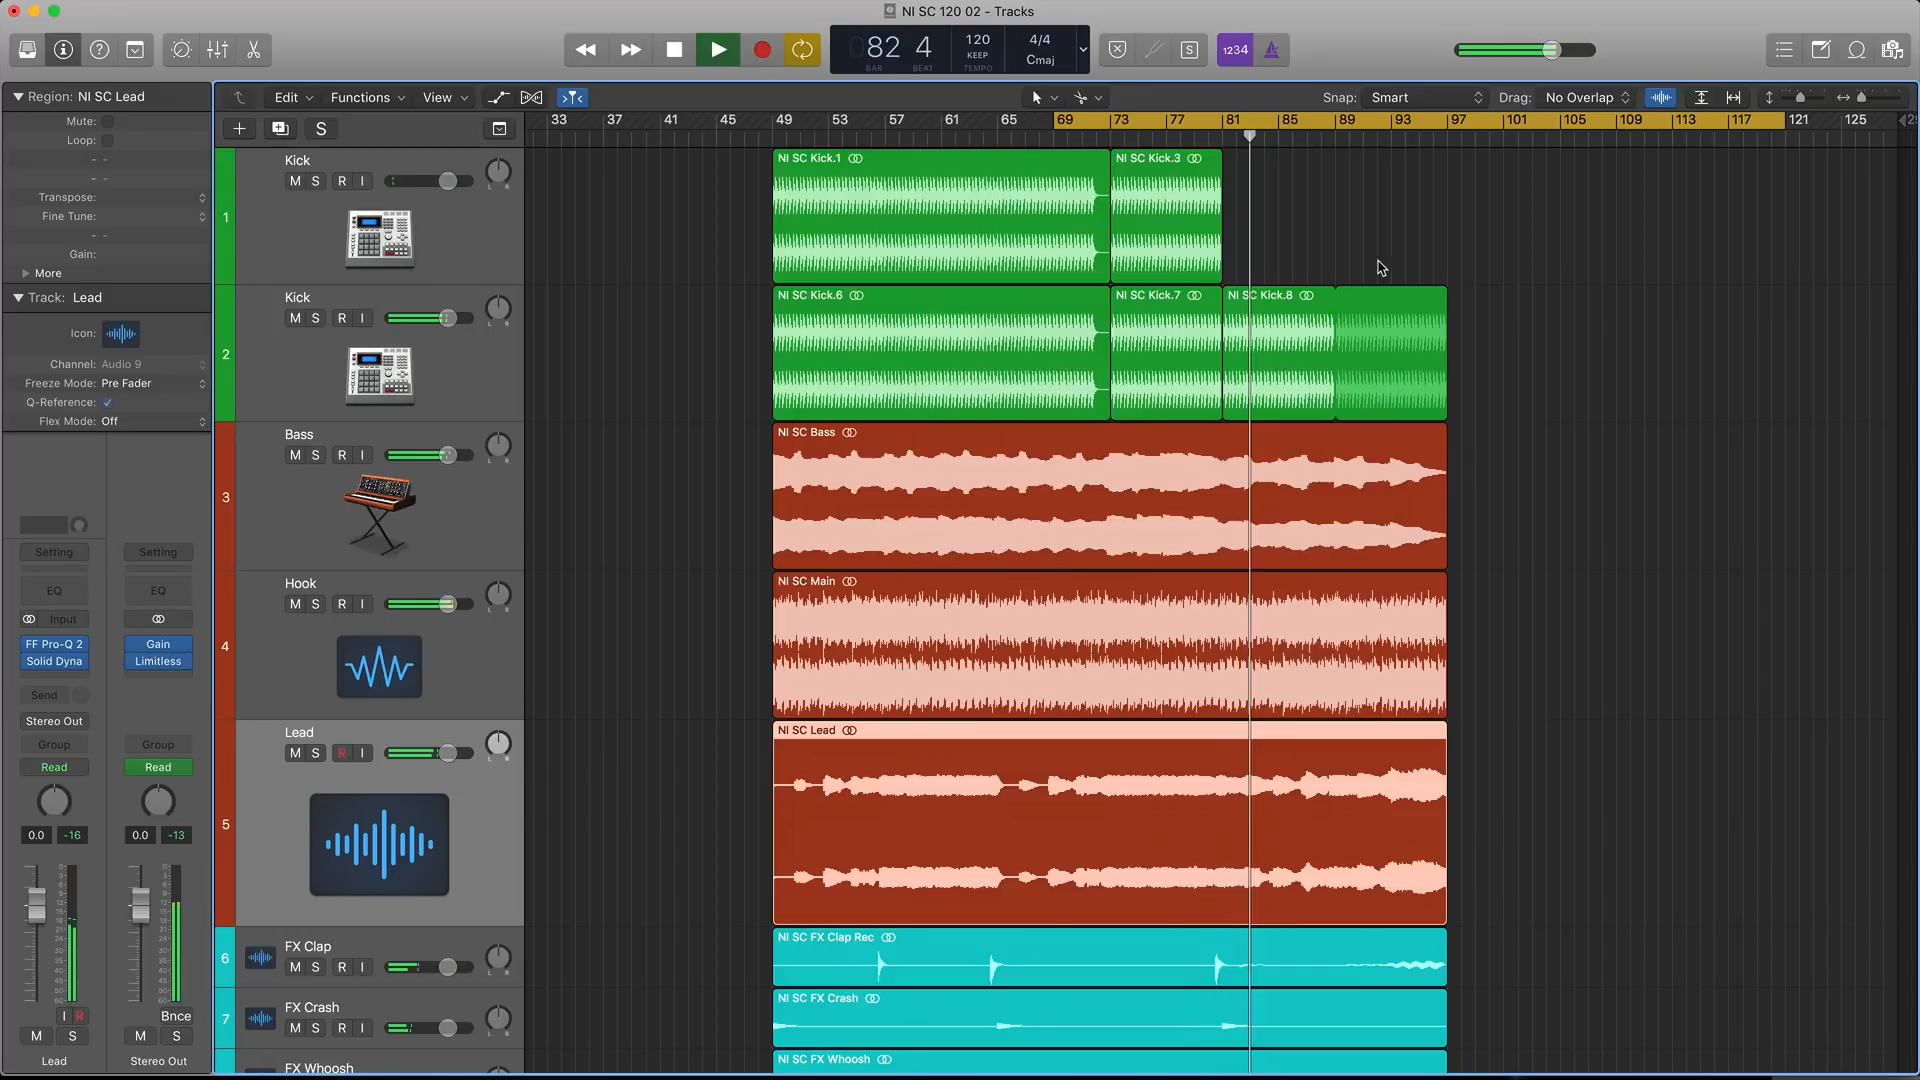 NI SC 120 02 - Tracks
82 4 120 KEEP 4/4 Cmaj
BAR BEAT TEMPO
S 1234
Region: NI SC Lead
Edit Functions View Snap: Smart Drag: No Overlap
Mute:
Loop:
- -
- -
Transpose:
Fine Tune:
- -
Gain:
More
Track: Lead
Icon:
Channel: Audio 9
Freeze Mode: Pre Fader
Q-Reference:
Flex Mode: Off
S
33 37 41 45 49 53 57 61 65 69 73 77 81 85 89 93 97 101 105 109 113 117 121 125
1
Kick
M S R I
L R
NI SC Kick.1 NI SC Kick.3
2
Kick
M S R I
L R
NI SC Kick.6 NI SC Kick.7 NI SC Kick.8
3
Bass
M S R I
L R
NI SC Bass
4
Hook
M S R I
L R
NI SC Main
5
Lead
M S R I
L R
NI SC Lead
6
FX Clap
M S R I
L R
NI SC FX Clap Rec
7
FX Crash
M S R I
L R
NI SC FX Crash
FX Whoosh
NI SC FX Whoosh
Setting Setting
EQ EQ
Input
FF Pro-Q 2 Gain
Solid Dyna Limitless
Send
Stereo Out
Group Group
Read Read
0.0 -16 0.0 -13
I R Bnce
M S M S
Lead Stereo Out